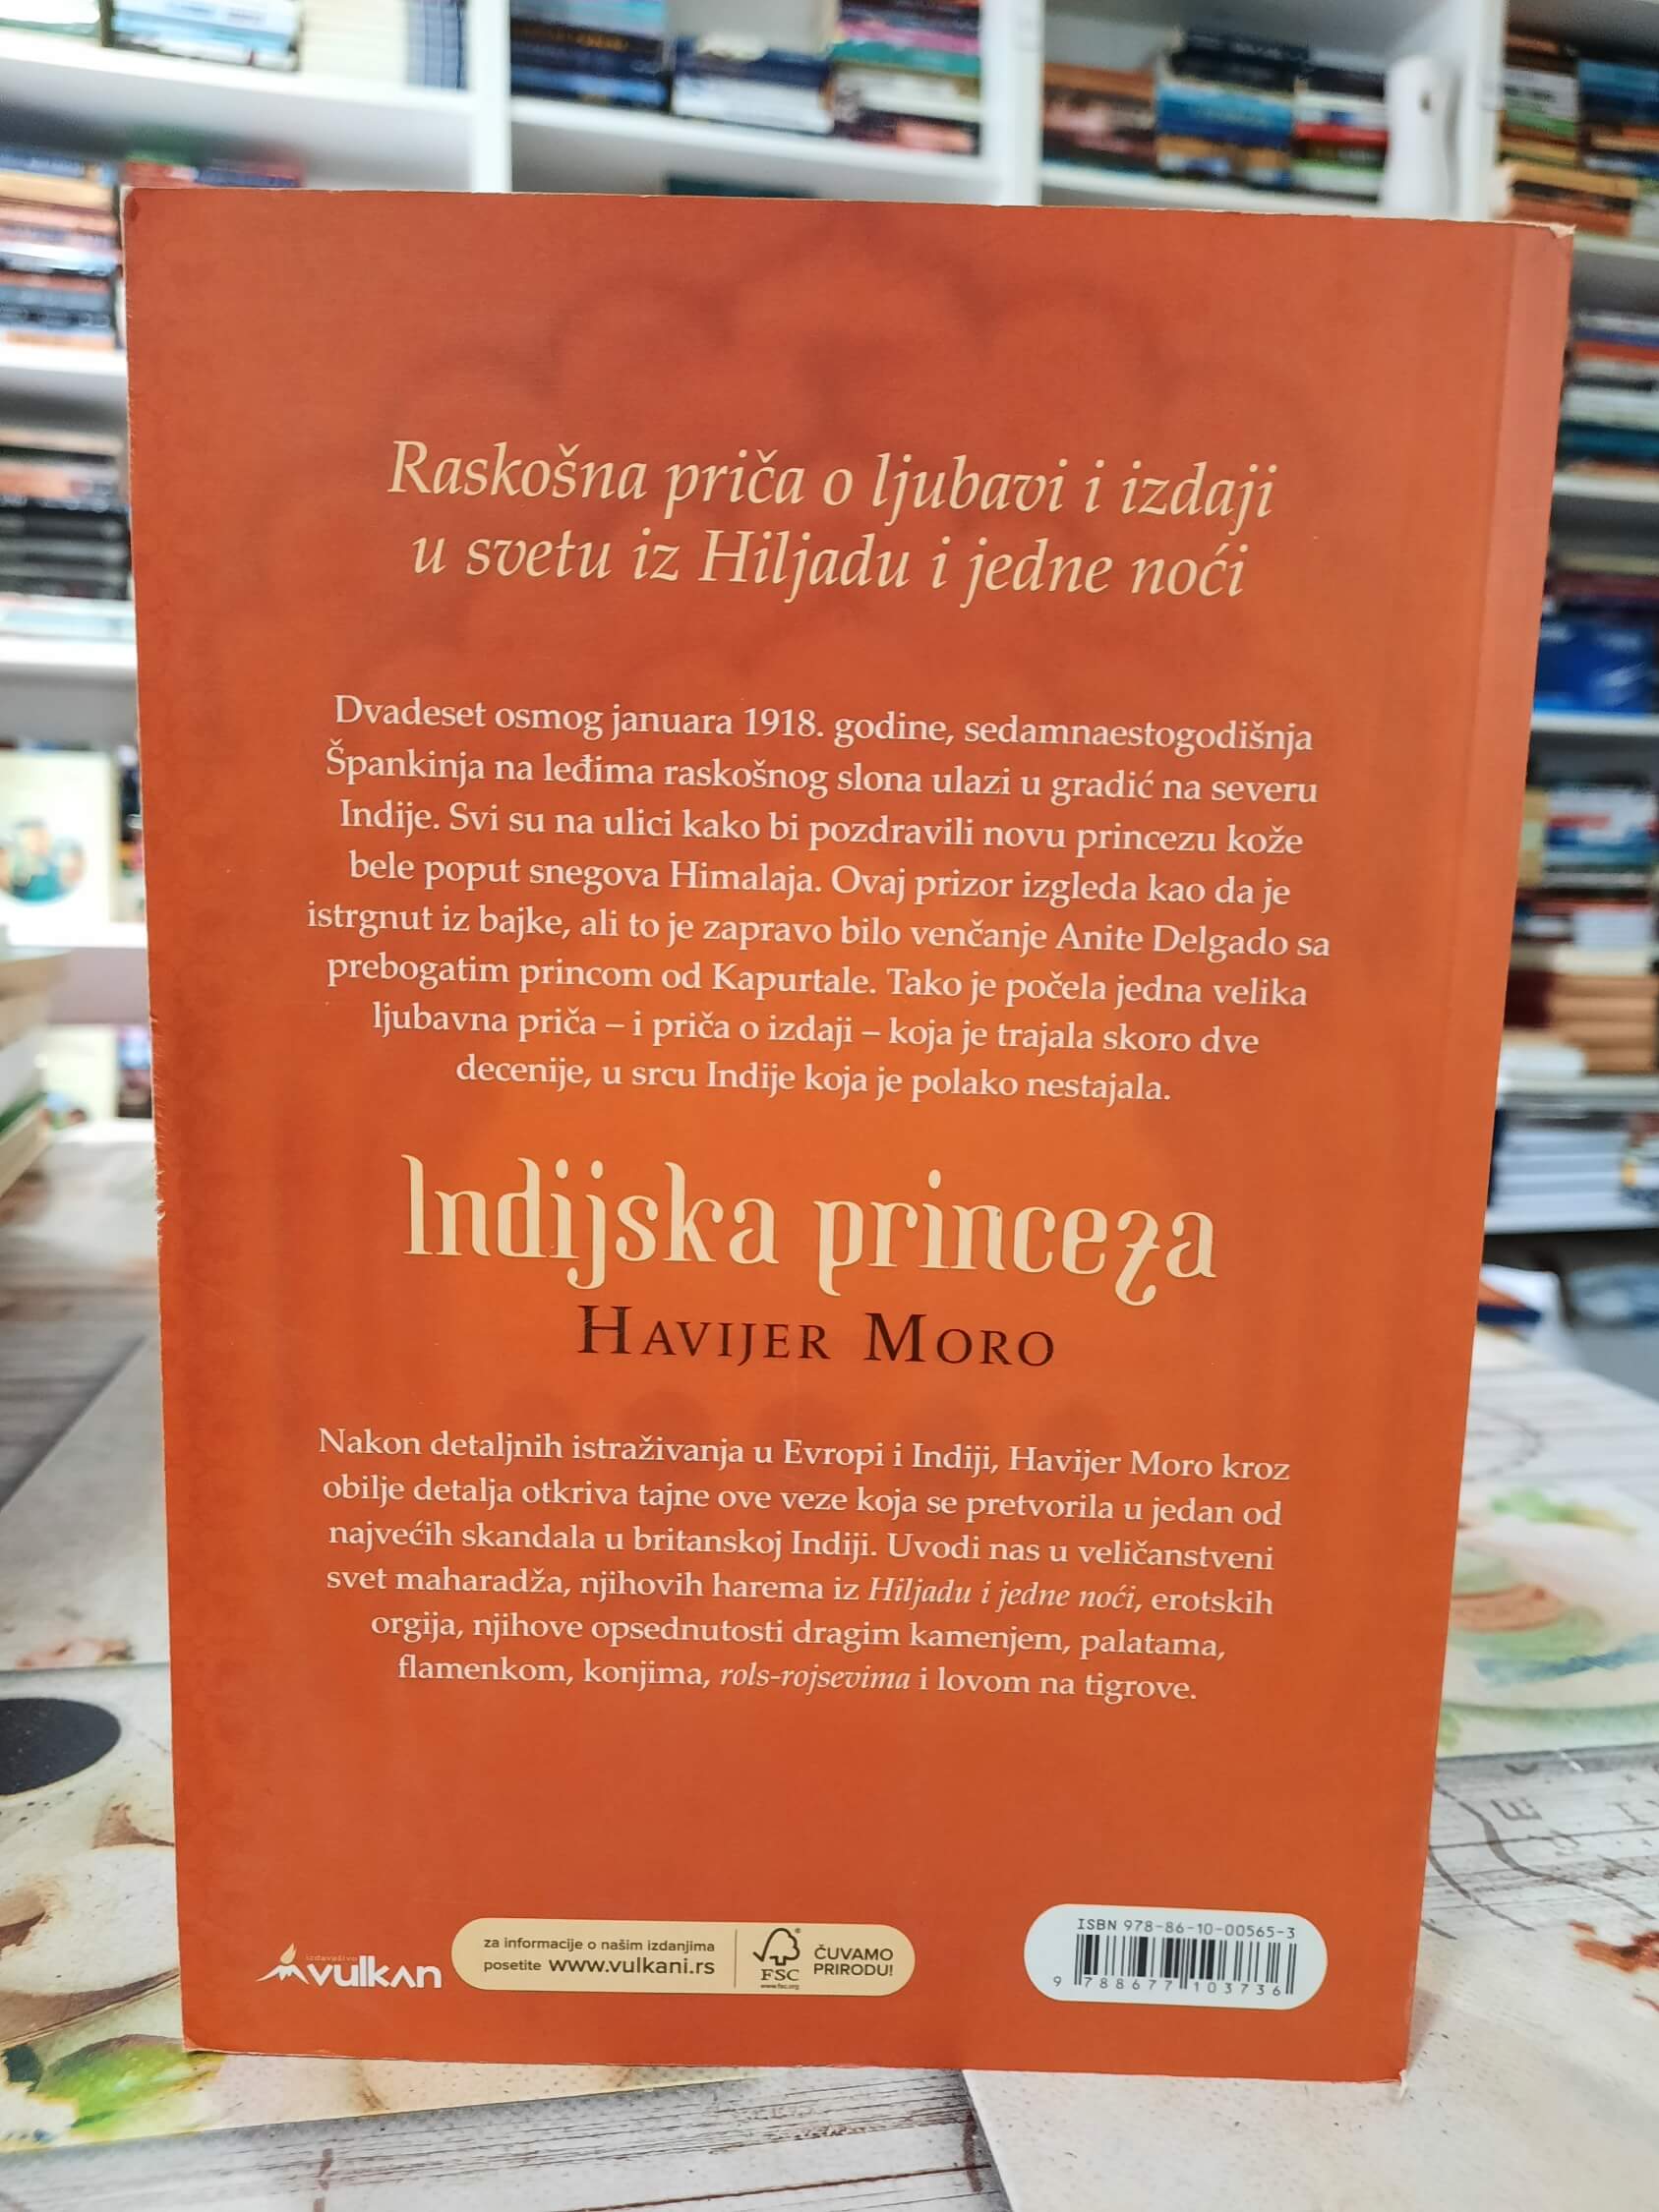 Raskošna priča o ljubavi i izdaji
u svetu iz Hiljadu i jedne noći
Dvadeset osmog januara 1918. godine, sedamnaestogodišnja
Špankinja na leđima raskošnog slona ulazi u gradić na severu
Indije. Svi su na ulici kako bi pozdravili novu princezu kože
bele poput snegova Himalaja. Ovaj prizor izgleda kao da je
istrgnut iz bajke, ali to je zapravo bilo venčanje Anite Delgado sa
prebogatim princom od Kapurtale. Tako je počela jedna velika
ljubavna priča – i priča o izdaji – koja je trajala skoro dve
decenije, u srcu Indije koja je polako nestajala.
Indijska princeza
HAVIJER MORO
Nakon detaljnih istraživanja u Evropi i Indiji, Havijer Moro kroz
obilje detalja otkriva tajne ove veze koja se pretvorila u jedan od
najvećih skandala u britanskoj Indiji. Uvodi nas u veličanstveni
svet maharadža, njihovih harema iz Hiljadu i jedne noći, erotskih
orgija, njihove opsednutosti dragim kamenjem, palatama,
flamenkom, konjima, rols-rojsevima i lovom na tigrove.
izdavaštvo
vulkan
za informacije o našim izdanjima
posetite www.vulkani.rs
FSC
www.fsc.org
ČUVAMO
PRIRODU!
ISBN 978-86-10-00565-3
9 788677 103736